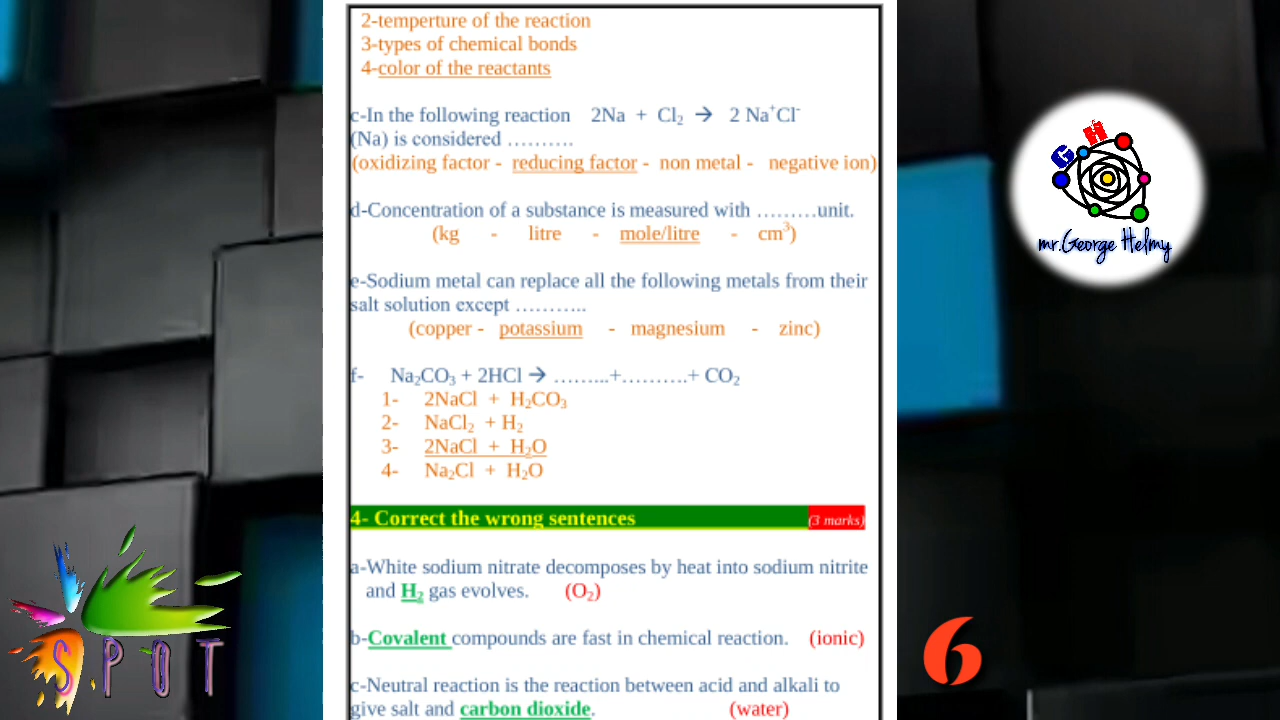 2-temperture of the reaction
3-types of chemical bonds
4-color of the reactants
c-In the following reaction 2Na + Cl₂ → 2 Na⁺Cl⁻
(Na) is considered ……….
(oxidizing factor - reducing factor - non metal - negative ion)
d-Concentration of a substance is measured with ………unit.
(kg - litre - mole/litre - cm³)
e-Sodium metal can replace all the following metals from their
salt solution except ………..
(copper - potassium - magnesium - zinc)
f- Na₂CO₃ + 2HCl → ……...+……….+ CO₂
1- 2NaCl + H₂CO₃
2- NaCl₂ + H₂
3- 2NaCl + H₂O
4- Na₂Cl + H₂O
4- Correct the wrong sentences (3 marks)
a-White sodium nitrate decomposes by heat into sodium nitrite
and H₂ gas evolves. (O₂)
b-Covalent compounds are fast in chemical reaction. (ionic)
c-Neutral reaction is the reaction between acid and alkali to
give salt and carbon dioxide. (water)
G H
mr.George Helmy
SPOT
6